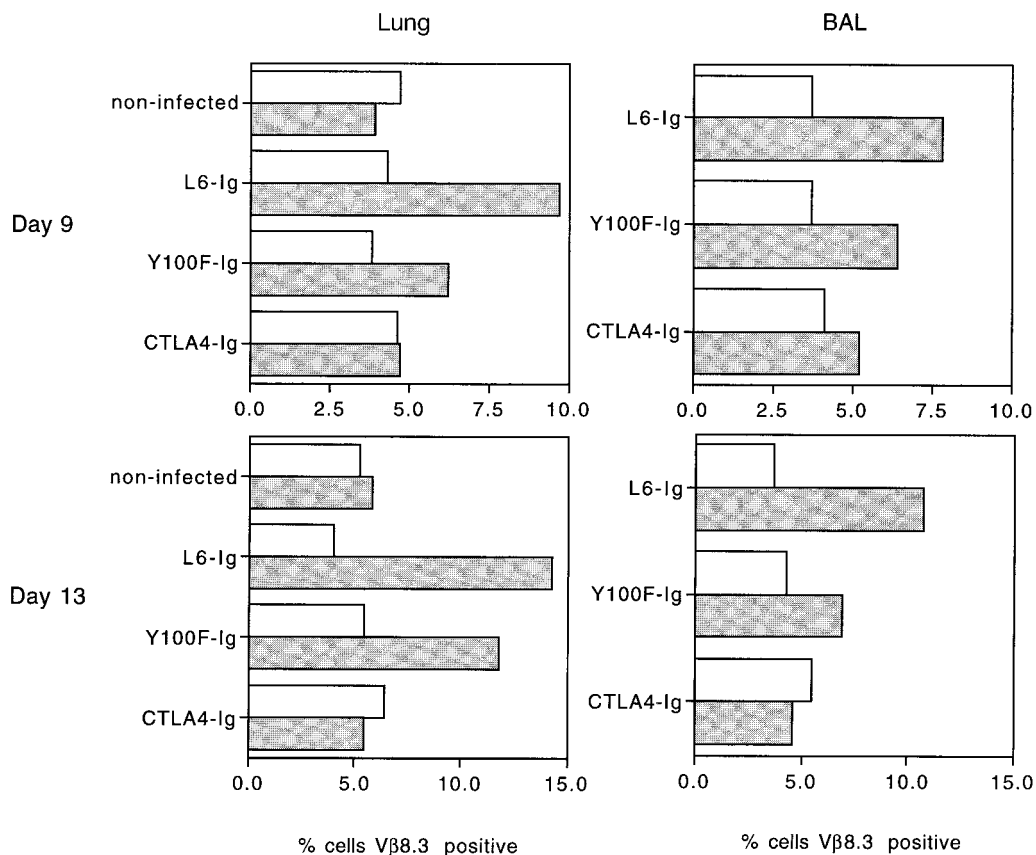 Lung
BAL
Day 9
non-infected
L6-Ig
Y100F-Ig
CTLA4-Ig
0.0 2.5 5.0 7.5 10.0
L6-Ig
Y100F-Ig
CTLA4-Ig
0.0 2.5 5.0 7.5 10.0
Day 13
non-infected
L6-Ig
Y100F-Ig
CTLA4-Ig
0.0 5.0 10.0 15.0
% cells Vβ8.3 positive
L6-Ig
Y100F-Ig
CTLA4-Ig
0.0 5.0 10.0 15.0
% cells Vβ8.3 positive